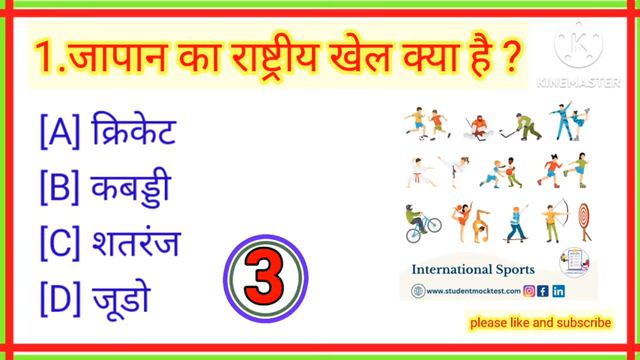 1.जापान का राष्ट्रीय खेल क्या है ?
KINEMASTER
[A] क्रिकेट
[B] कबड्डी
[C] शतरंज
[D] जूडो
3
International Sports
www.studentmocktest.com
please like and subscribe